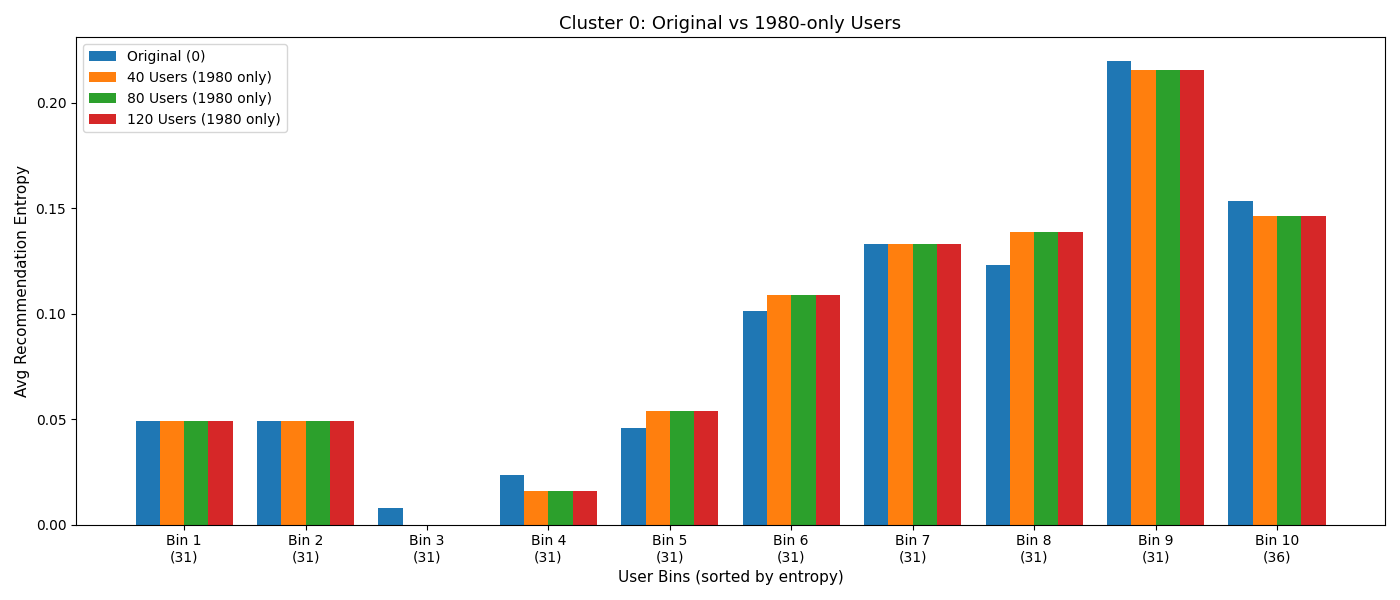 Cluster 0: Original vs 1980-only Users
Original (0)
40 Users (1980 only)
80 Users (1980 only)
120 Users (1980 only)
Avg Recommendation Entropy
0.20
0.15
0.10
0.05
0.00
Bin 1 Bin 2 Bin 3 Bin 4 Bin 5 Bin 6 Bin 7 Bin 8 Bin 9 Bin 10
(31) (31) (31) (31) (31) (31) (31) (31) (31) (36)
User Bins (sorted by entropy)